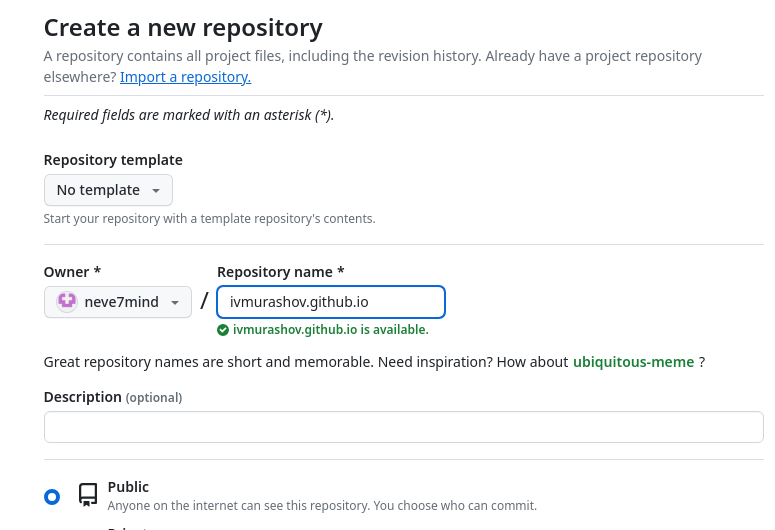 Create a new repository
A repository contains all project files, including the revision history. Already have a project repository
elsewhere? Import a repository.
Required fields are marked with an asterisk (*).
Repository template
No template
Start your repository with a template repository's contents.
Owner *
Repository name *
neve7mind
/
ivmurashov.github.io
ivmurashov.github.io is available.
Great repository names are short and memorable. Need inspiration? How about ubiquitous-meme ?
Description (optional)
Public
Anyone on the internet can see this repository. You choose who can commit.